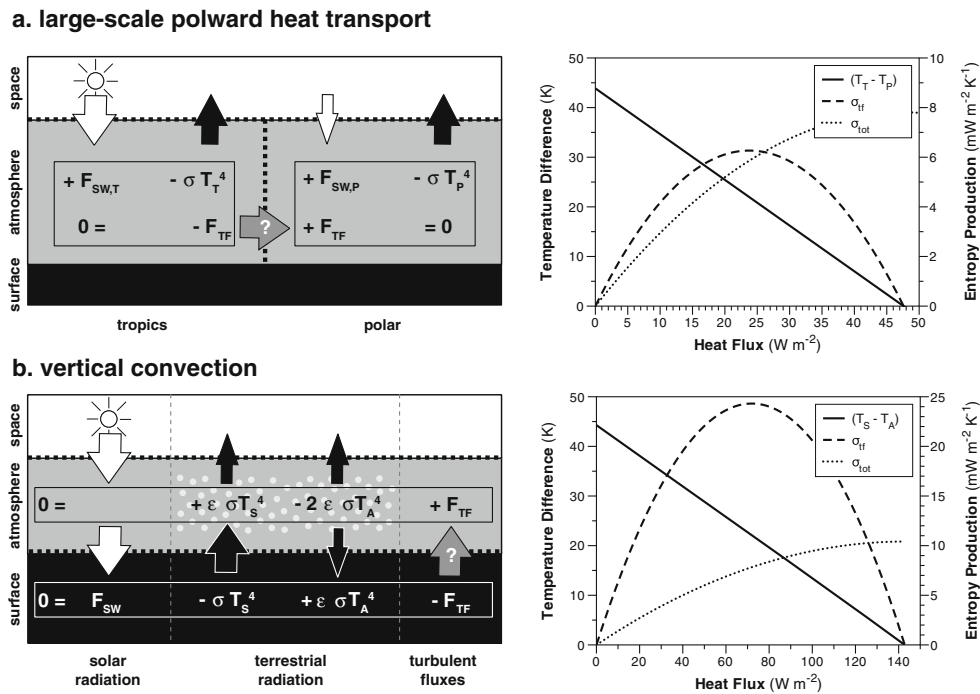 a. large-scale polward heat transport
space
atmosphere
surface
+ F_SW,T - σ T_T^4
0 = - F_TF
?
+ F_SW,P - σ T_P^4
+ F_TF = 0
tropics polar
Temperature Difference (K)
50
40
30
20
10
0
0 5 10 15 20 25 30 35 40 45 50
Heat Flux (W m^-2)
10
8
6
4
2
0
Entropy Production (mW m^-2 K^-1)
(T_T - T_P)
σ_tf
σ_tot
b. vertical convection
space
atmosphere
surface
0 = + ε σT_S^4 - 2 ε σT_A^4 + F_TF
?
0 = F_SW - σ T_S^4 + ε σT_A^4 - F_TF
solar radiation
terrestrial radiation
turbulent fluxes
Temperature Difference (K)
50
40
30
20
10
0
0 20 40 60 80 100 120 140
Heat Flux (W m^-2)
25
20
15
10
5
0
Entropy Production (mW m^-2 K^-1)
(T_S - T_A)
σ_tf
σ_tot